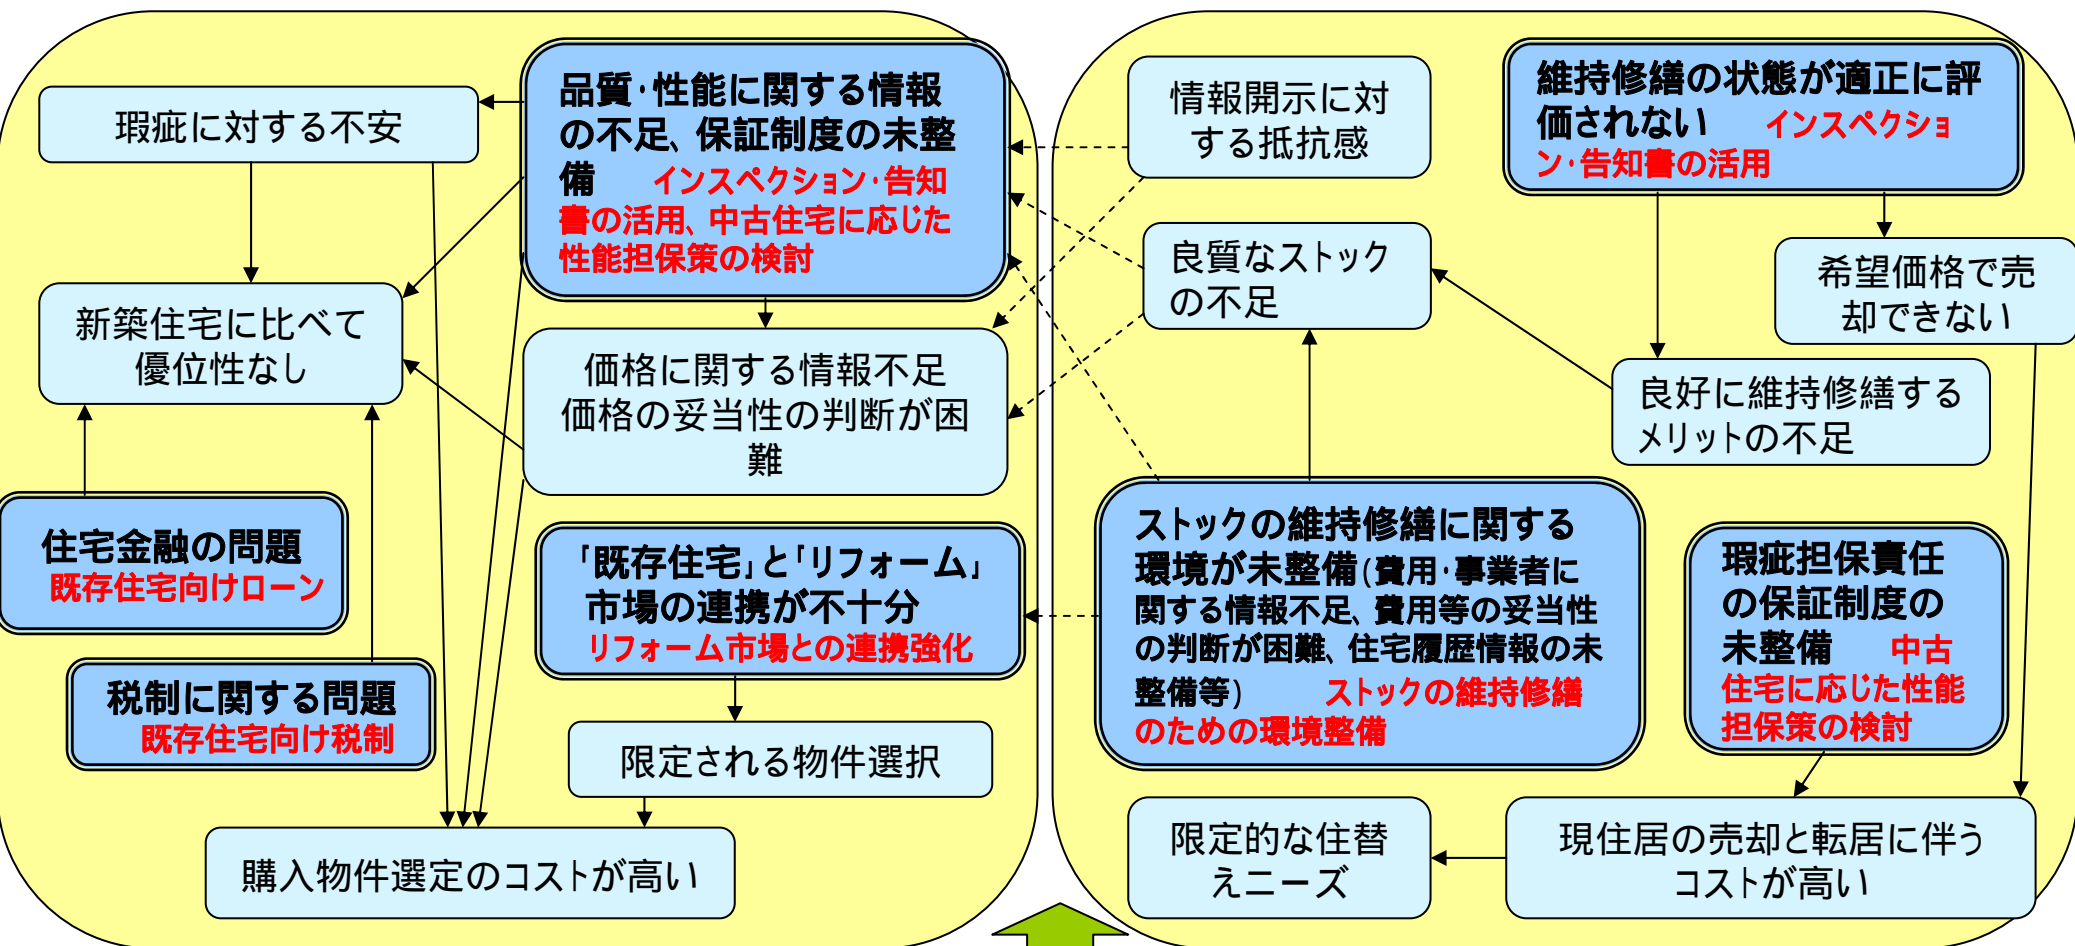 瑕疵に対する不安
新築住宅に比べて
優位性なし
住宅金融の問題
既存住宅向けローン
税制に関する問題
既存住宅向け税制
品質・性能に関する情報
の不足、保証制度の未整
備　インスペクション・告知
書の活用、中古住宅に応じた
性能担保策の検討
価格に関する情報不足
価格の妥当性の判断が困
難
「既存住宅」と「リフォーム」
市場の連携が不十分
リフォーム市場との連携強化
限定される物件選択
購入物件選定のコストが高い
情報開示に対
する抵抗感
良質なストック
の不足
維持修繕の状態が適正に評
価されない　インスペクショ
ン・告知書の活用
希望価格で売
却できない
良好に維持修繕する
メリットの不足
ストックの維持修繕に関する
環境が未整備(費用・事業者に
関する情報不足、費用等の妥当性
の判断が困難、住宅履歴情報の未
整備等)　ストックの維持修繕
のための環境整備
瑕疵担保責任
の保証制度の
未整備　中古
住宅に応じた性能
担保策の検討
限定的な住替
えニーズ
現住居の売却と転居に伴う
コストが高い